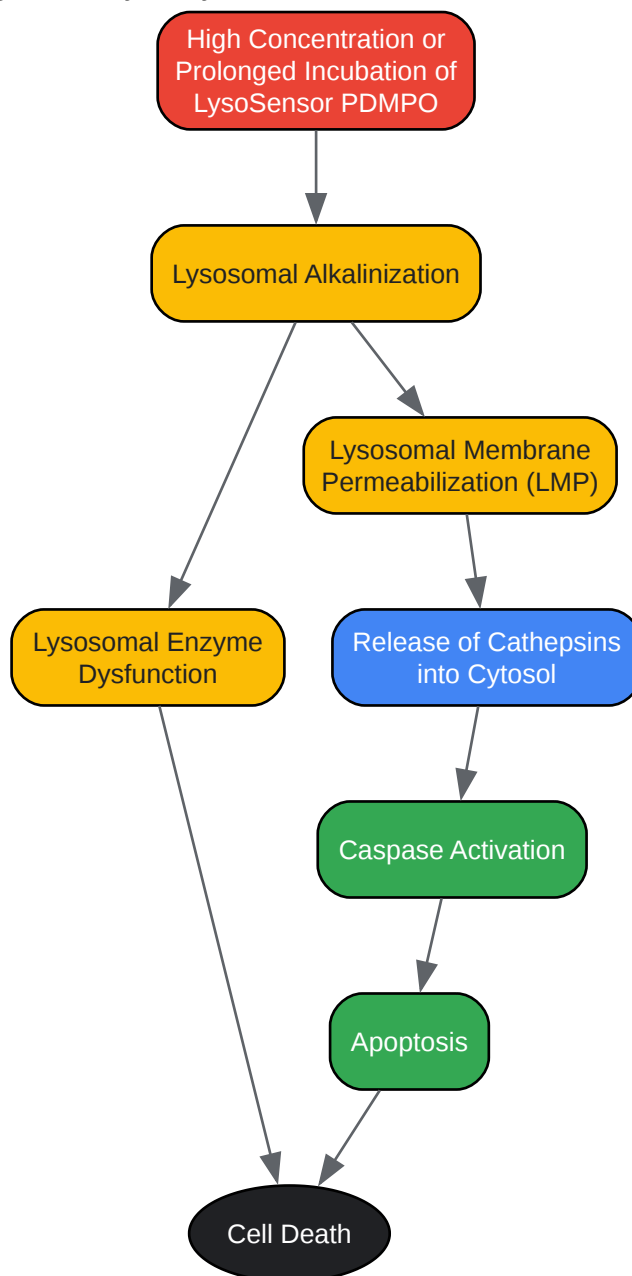 High Concentration or
Prolonged Incubation of
LysoSensor PDMPO
Lysosomal Alkalinization
Lysosomal Membrane
Permeabilization (LMP)
Lysosomal Enzyme
Dysfunction
Release of Cathepsins
into Cytosol
Caspase Activation
Apoptosis
Cell Death